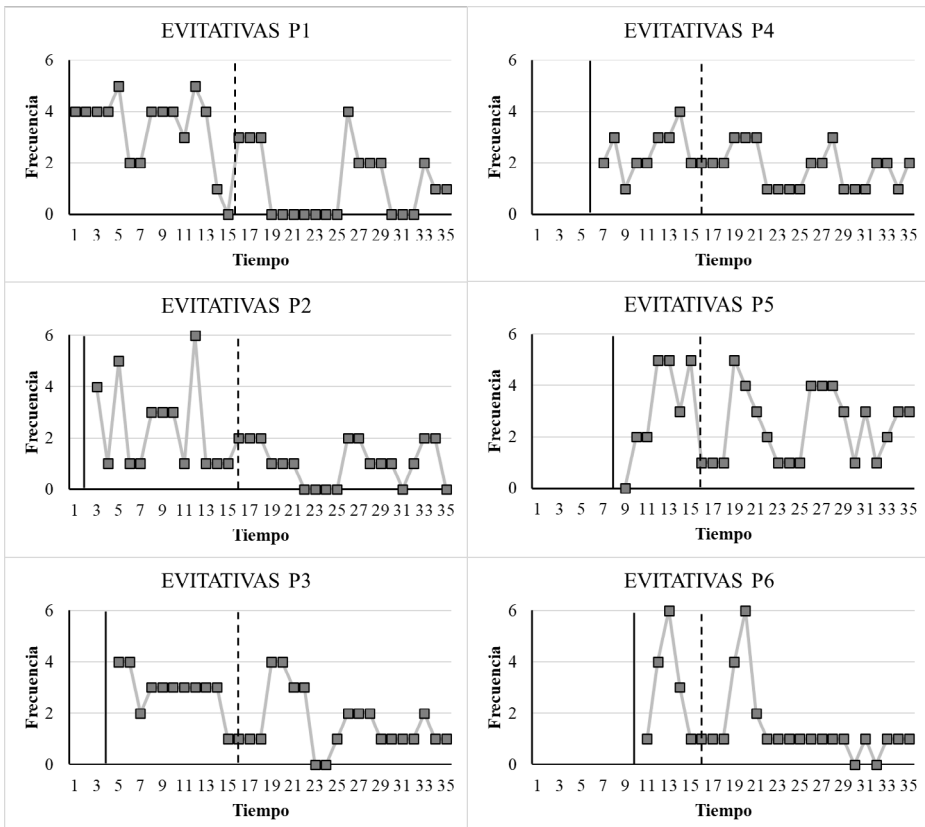 EVITATIVAS P1
6
4
2
0
Frecuencia
1 3 5 7 9 11 13 15 17 19 21 23 25 27 29 31 33 35
Tiempo
EVITATIVAS P4
6
4
2
0
Frecuencia
1 3 5 7 9 11 13 15 17 19 21 23 25 27 29 31 33 35
Tiempo
EVITATIVAS P2
6
4
2
0
Frecuencia
1 3 5 7 9 11 13 15 17 19 21 23 25 27 29 31 33 35
Tiempo
EVITATIVAS P5
6
4
2
0
Frecuencia
1 3 5 7 9 11 13 15 17 19 21 23 25 27 29 31 33 35
Tiempo
EVITATIVAS P3
6
4
2
0
Frecuencia
1 3 5 7 9 11 13 15 17 19 21 23 25 27 29 31 33 35
Tiempo
EVITATIVAS P6
6
4
2
0
Frecuencia
1 3 5 7 9 11 13 15 17 19 21 23 25 27 29 31 33 35
Tiempo